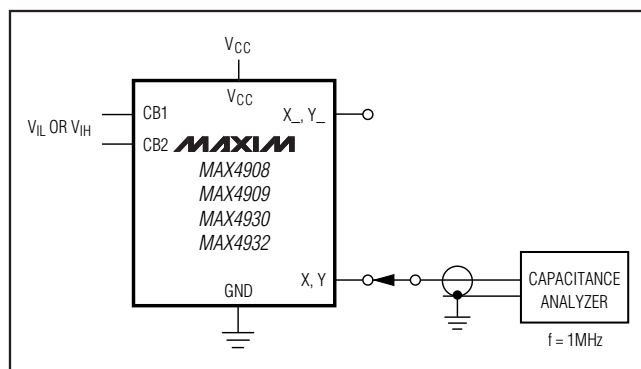 VCC
VCC
CB1
X_, Y_
VIL OR VIH
CB2
MAXIM
MAX4908
MAX4909
MAX4930
MAX4932
X, Y
GND
CAPACITANCE
ANALYZER
f = 1MHz